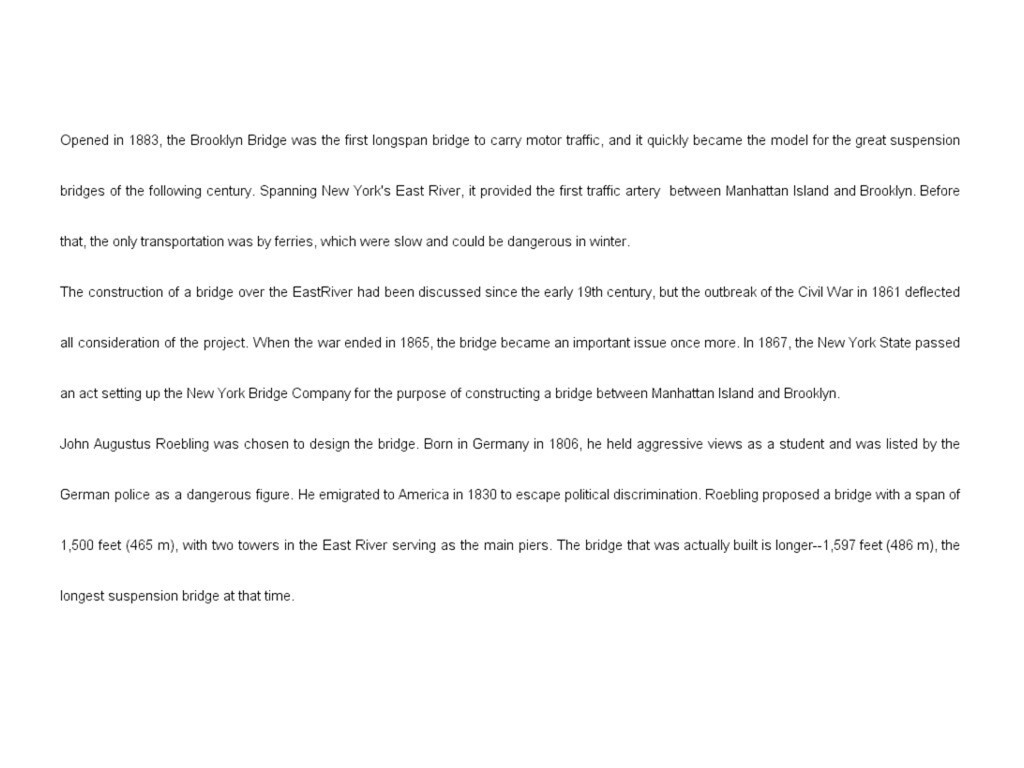 Opened in 1883, the Brooklyn Bridge was the first longspan bridge to carry motor traffic, and it quickly became the model for the great suspension
bridges of the following century. Spanning New York's East River, it provided the first traffic artery  between Manhattan Island and Brooklyn. Before
that, the only transportation was by ferries, which were slow and could be dangerous in winter.
The construction of a bridge over the EastRiver had been discussed since the early 19th century, but the outbreak of the Civil War in 1861 deflected
all consideration of the project. When the war ended in 1865, the bridge became an important issue once more. In 1867, the New York State passed
an act setting up the New York Bridge Company for the purpose of constructing a bridge between Manhattan Island and Brooklyn.
John Augustus Roebling was chosen to design the bridge. Born in Germany in 1806, he held aggressive views as a student and was listed by the
German police as a dangerous figure. He emigrated to America in 1830 to escape political discrimination. Roebling proposed a bridge with a span of
1,500 feet (465 m), with two towers in the East River serving as the main piers. The bridge that was actually built is longer--1,597 feet (486 m), the
longest suspension bridge at that time.